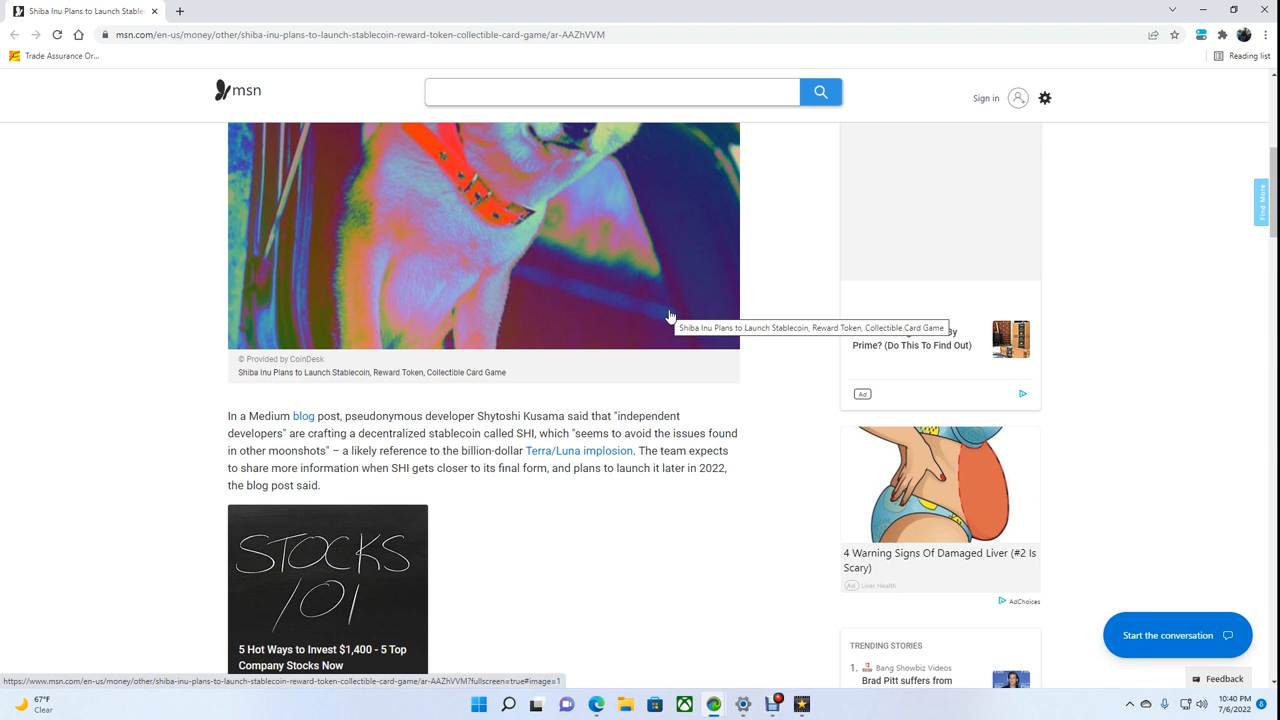 Shiba Inu Plans to Launch Stable
msn.com/en-us/money/other/shiba-inu-plans-to-launch-stablecoin-reward-token-collectible-card-game/ar-AAZhVVM
Trade Assurance Or...
Reading list
msn
Sign in
Find More
Shiba Inu Plans to Launch Stablecoin, Reward Token, Collectible Card Game
By
Prime? (Do This To Find Out)
Ad
© Provided by CoinDesk
Shiba Inu Plans to Launch Stablecoin, Reward Token, Collectible Card Game
In a Medium blog post, pseudonymous developer Shytoshi Kusama said that "independent
developers" are crafting a decentralized stablecoin called SHI, which "seems to avoid the issues found
in other moonshots" – a likely reference to the billion-dollar Terra/Luna implosion. The team expects
to share more information when SHI gets closer to its final form, and plans to launch it later in 2022,
the blog post said.
STOCKS
101
5 Hot Ways to Invest $1,400 - 5 Top
Company Stocks Now
4 Warning Signs Of Damaged Liver (#2 Is
Scary)
Ad Liver Health
AdChoices
TRENDING STORIES
1. Bang Showbiz Videos
Brad Pitt suffers from
Start the conversation
Feedback
https://www.msn.com/en-us/money/other/shiba-inu-plans-to-launch-stablecoin-reward-token-collectible-card-game/ar-AAZhVVM?fullscreen=true#image=1
67°F
Clear
10:40 PM
7/6/2022
8